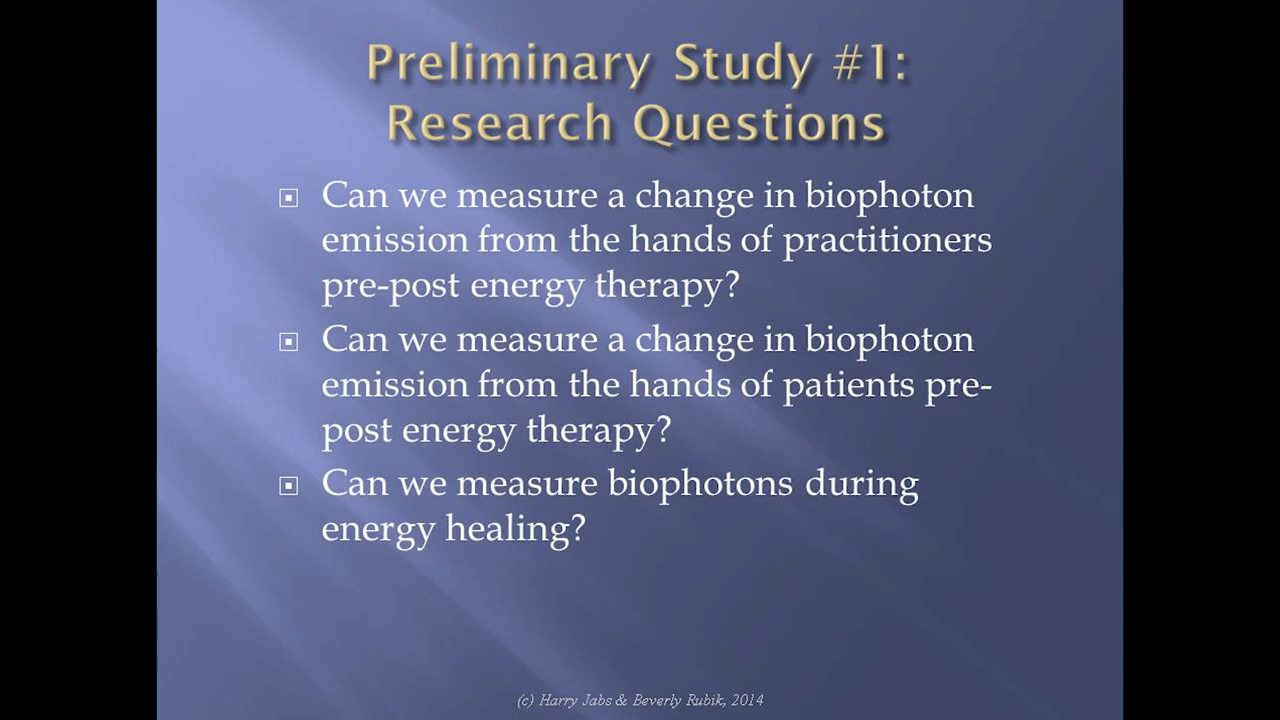 Preliminary Study #1:
Research Questions
Can we measure a change in biophoton
emission from the hands of practitioners
pre-post energy therapy?
Can we measure a change in biophoton
emission from the hands of patients pre-
post energy therapy?
Can we measure biophotons during
energy healing?
(c) Harry Jabs & Beverly Rubik, 2014